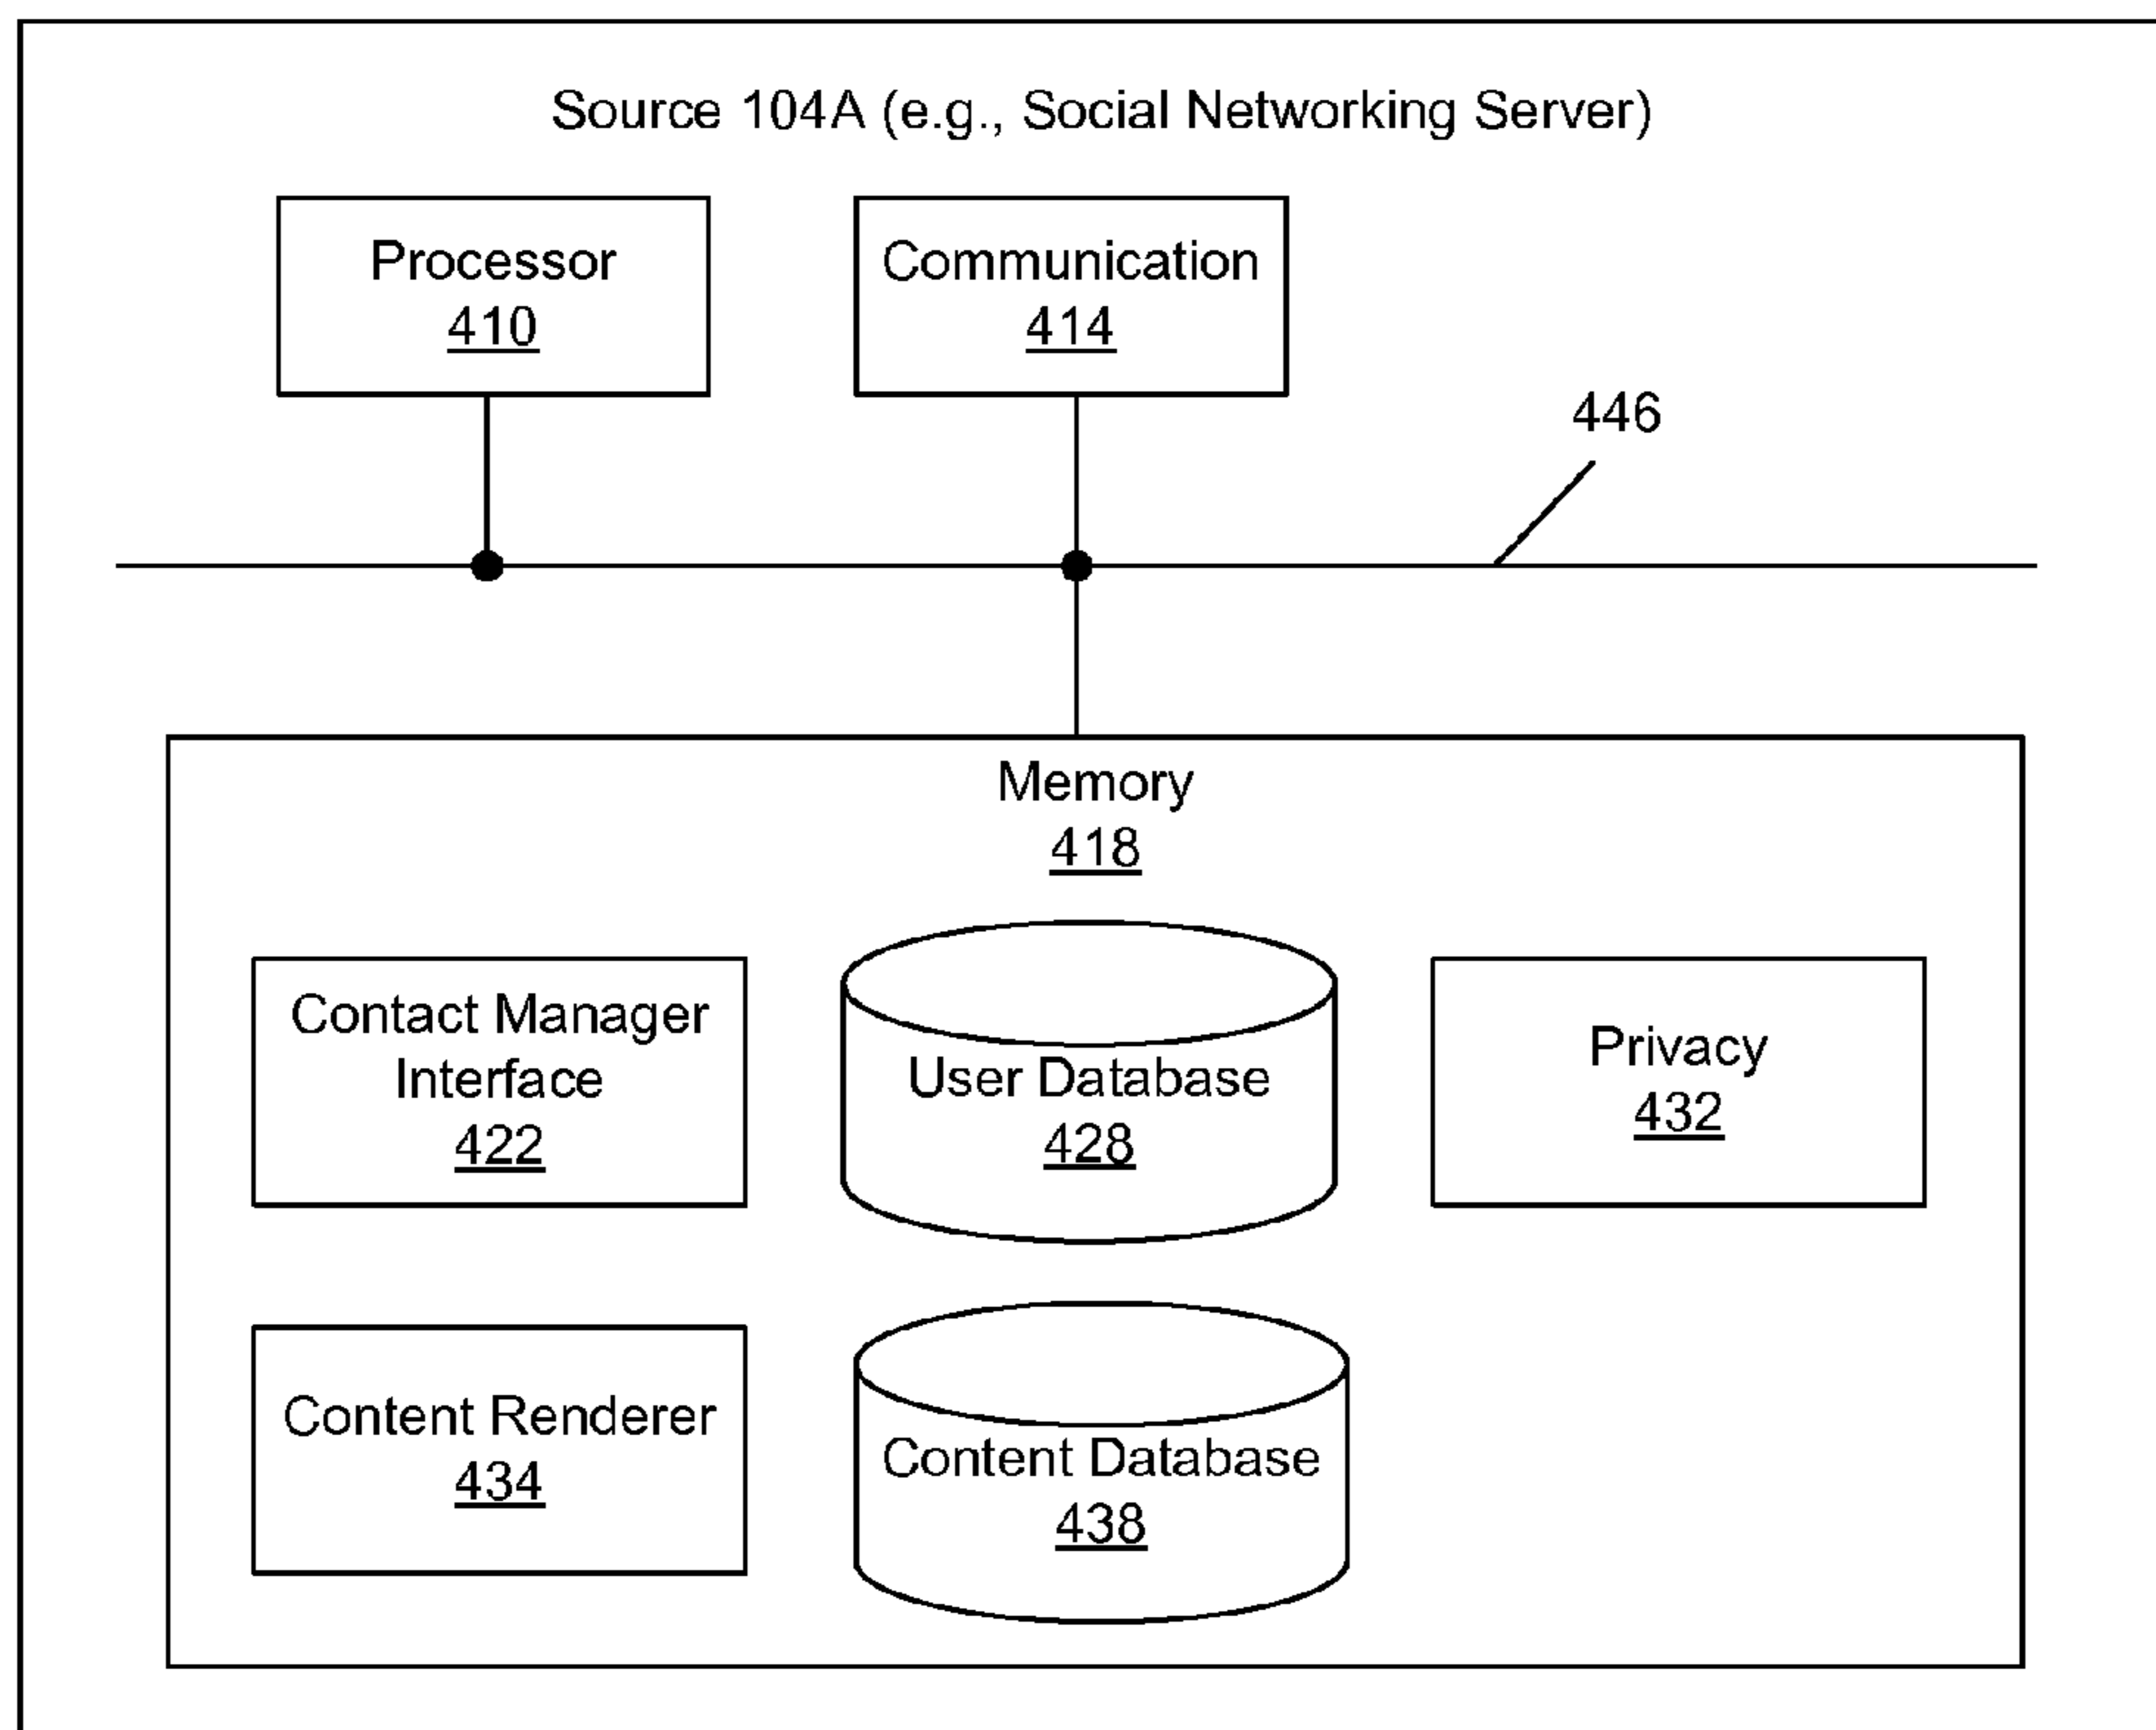 Source 104A (e.g., Social Networking Server)
Processor
410
Communication
414
446
Memory
418
Contact Manager
Interface
422
User Database
428
Privacy
432
Content Renderer
434
Content Database
438